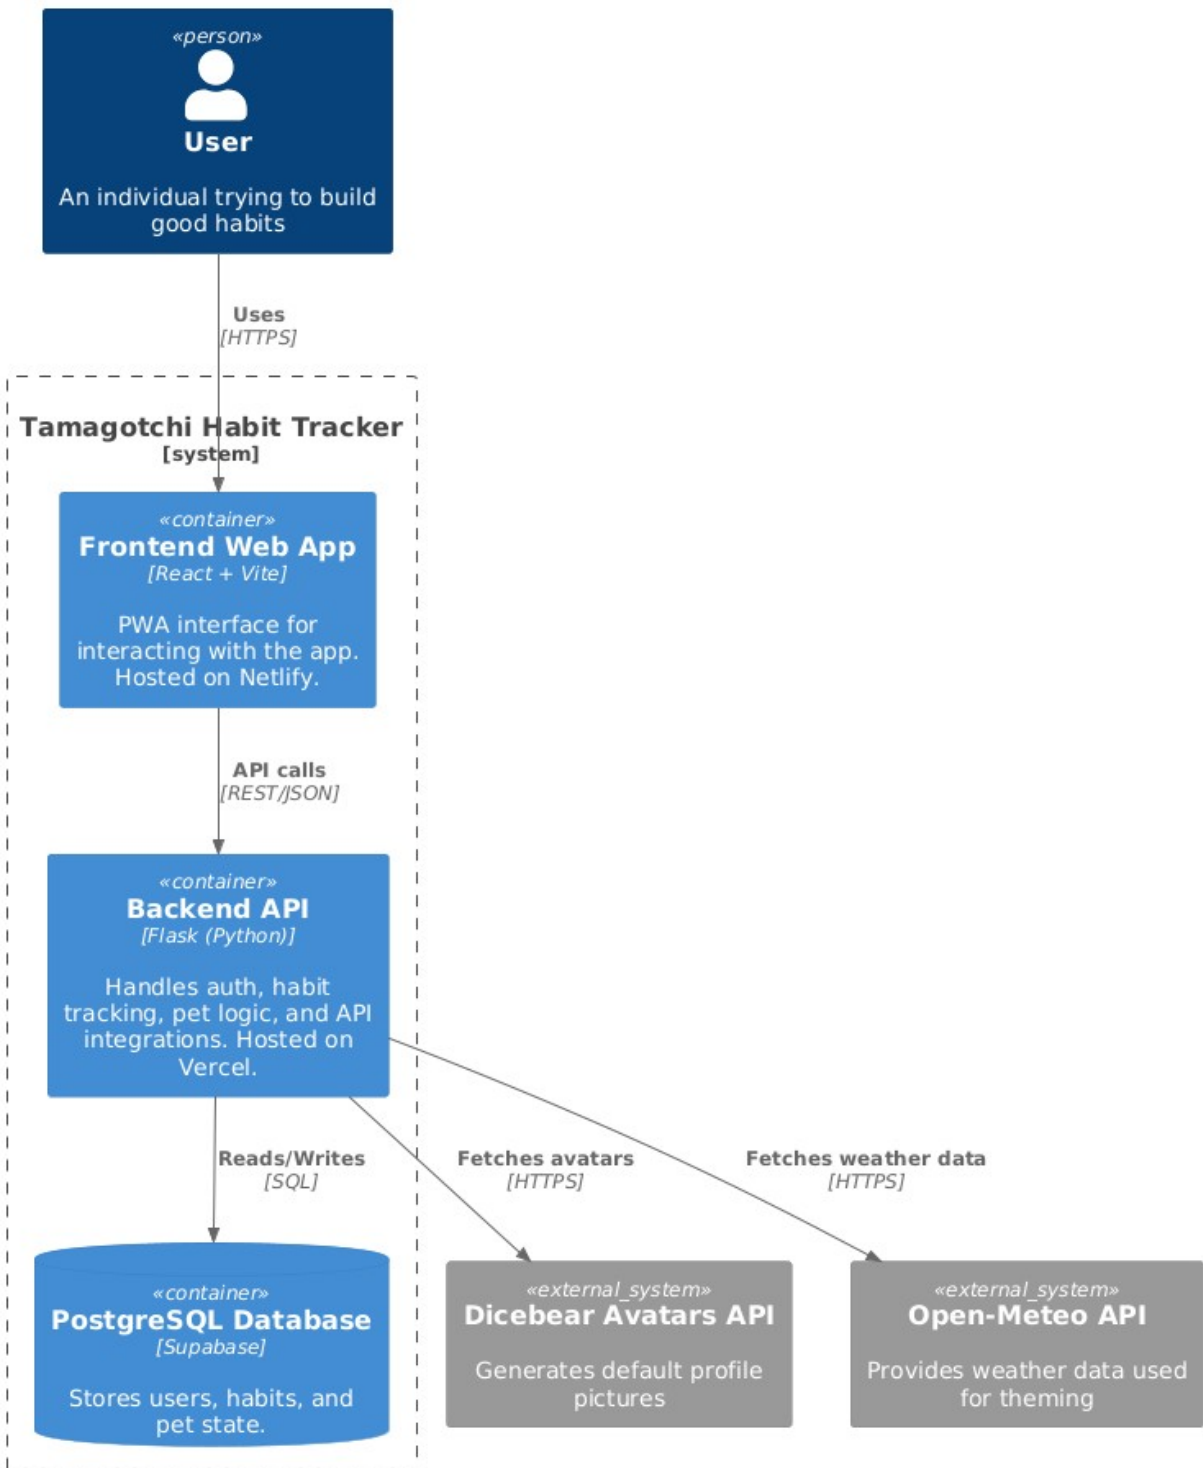 «person»
User
An individual trying to build
good habits
Uses
[HTTPS]
Tamagotchi Habit Tracker
[system]
«container»
Frontend Web App
[React + Vite]
PWA interface for
interacting with the app.
Hosted on Netlify.
API calls
[REST/JSON]
«container»
Backend API
[Flask (Python)]
Handles auth, habit
tracking, pet logic, and API
integrations. Hosted on
Vercel.
Reads/Writes
[SQL]
Fetches avatars
[HTTPS]
Fetches weather data
[HTTPS]
«container»
PostgreSQL Database
[Supabase]
Stores users, habits, and
pet state.
«external_system»
Dicebear Avatars API
Generates default profile
pictures
«external_system»
Open-Meteo API
Provides weather data used
for theming